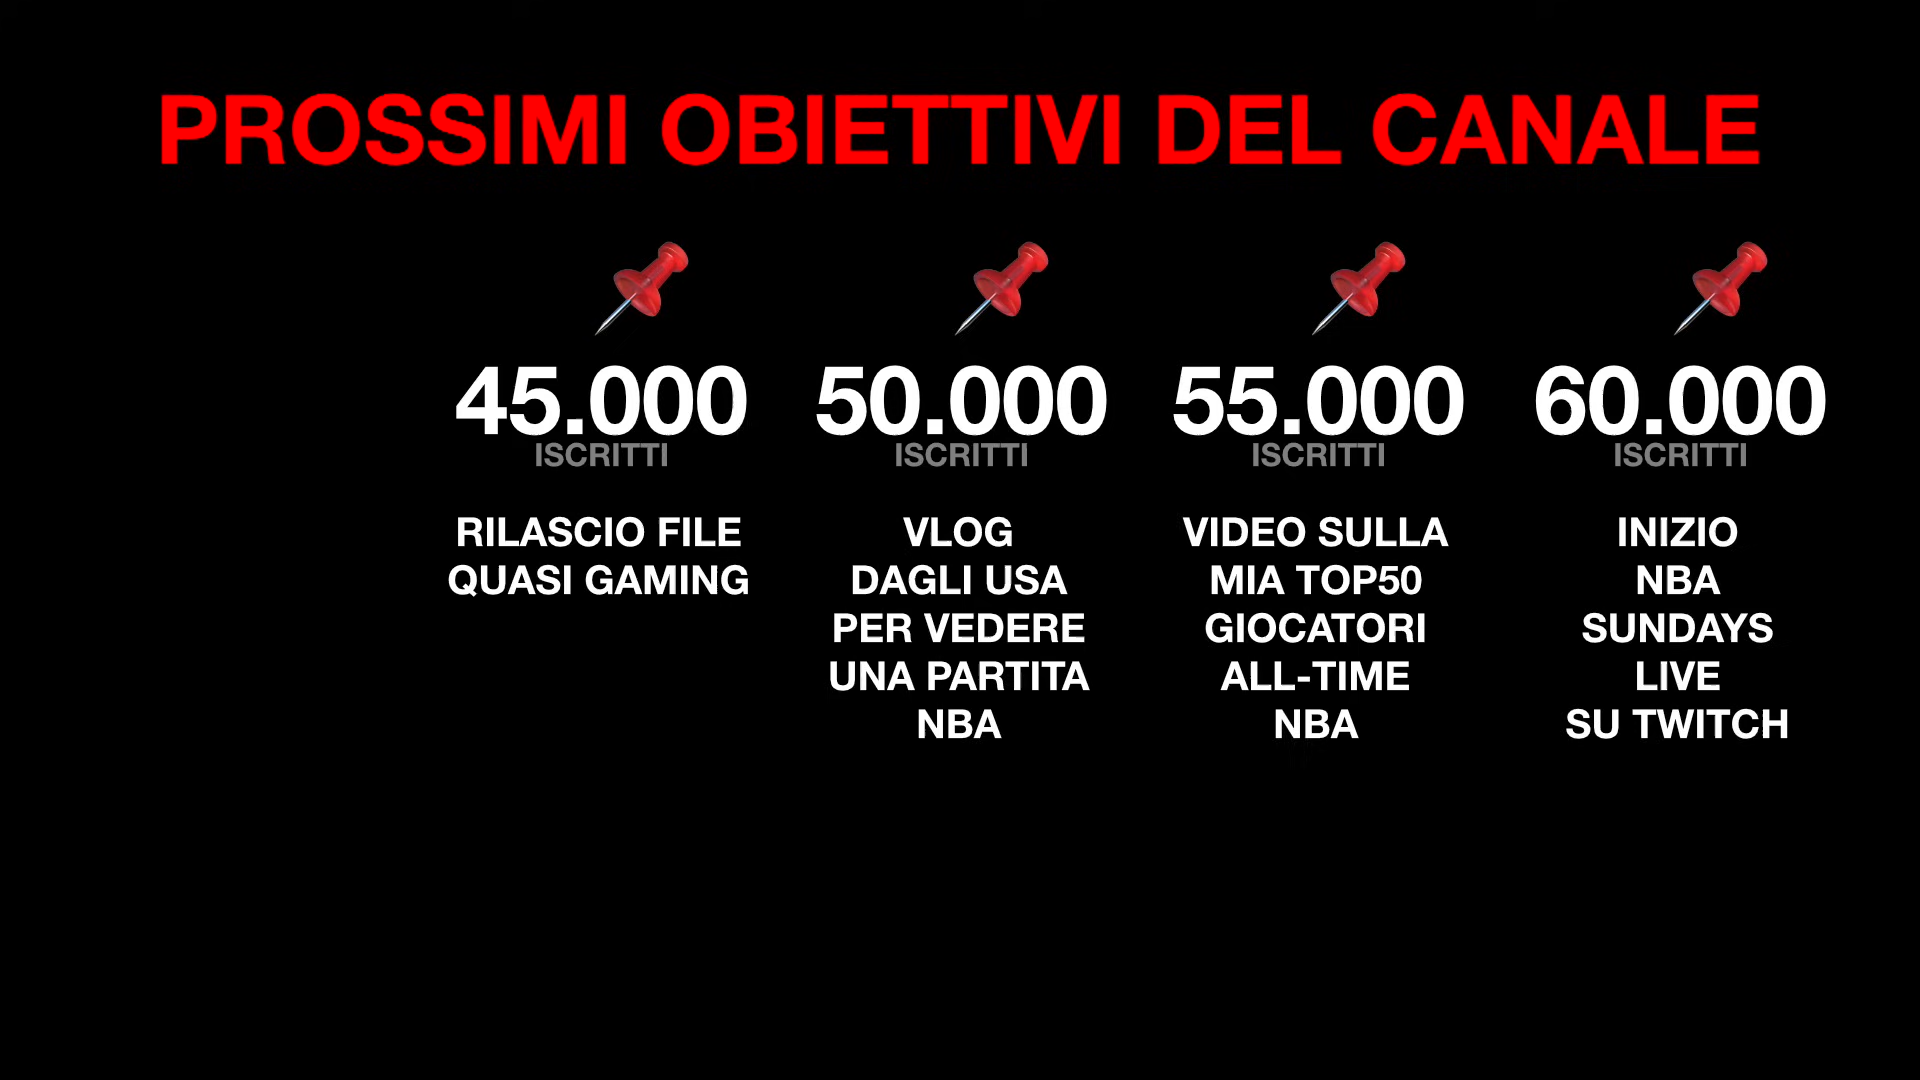 PROSSIMI OBIETTIVI DEL CANALE
45.000
ISCRITTI
RILASCIO FILE
QUASI GAMING
50.000
ISCRITTI
VLOG
DAGLI USA
PER VEDERE
UNA PARTITA
NBA
55.000
ISCRITTI
VIDEO SULLA
MIA TOP50
GIOCATORI
ALL-TIME
NBA
60.000
ISCRITTI
INIZIO
NBA
SUNDAYS
LIVE
SU TWITCH